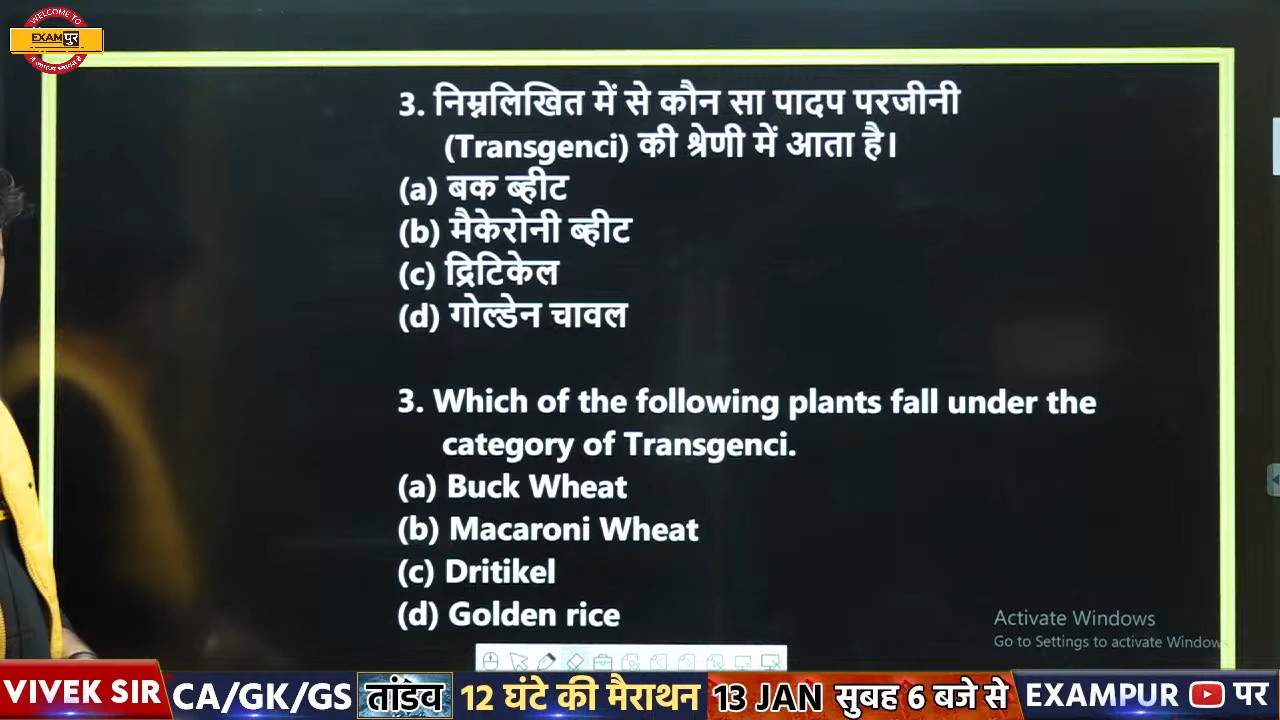 WELCOME TO
EXAMपुर
3. निम्नलिखित में से कौन सा पादप परजीनी
(Transgenci) की श्रेणी में आता है।
(a) बक ब्हीट
(b) मैकेरोनी ब्हीट
(c) द्रिटिकेल
(d) गोल्डेन चावल
3. Which of the following plants fall under the
category of Transgenci.
(a) Buck Wheat
(b) Macaroni Wheat
(c) Dritikel
(d) Golden rice
Activate Windows
Go to Settings to activate Windows
VIVEK SIR CA/GK/GS तांडव 12 घंटे की मैराथन 13 JAN सुबह 6 बजे से EXAMPUR पर